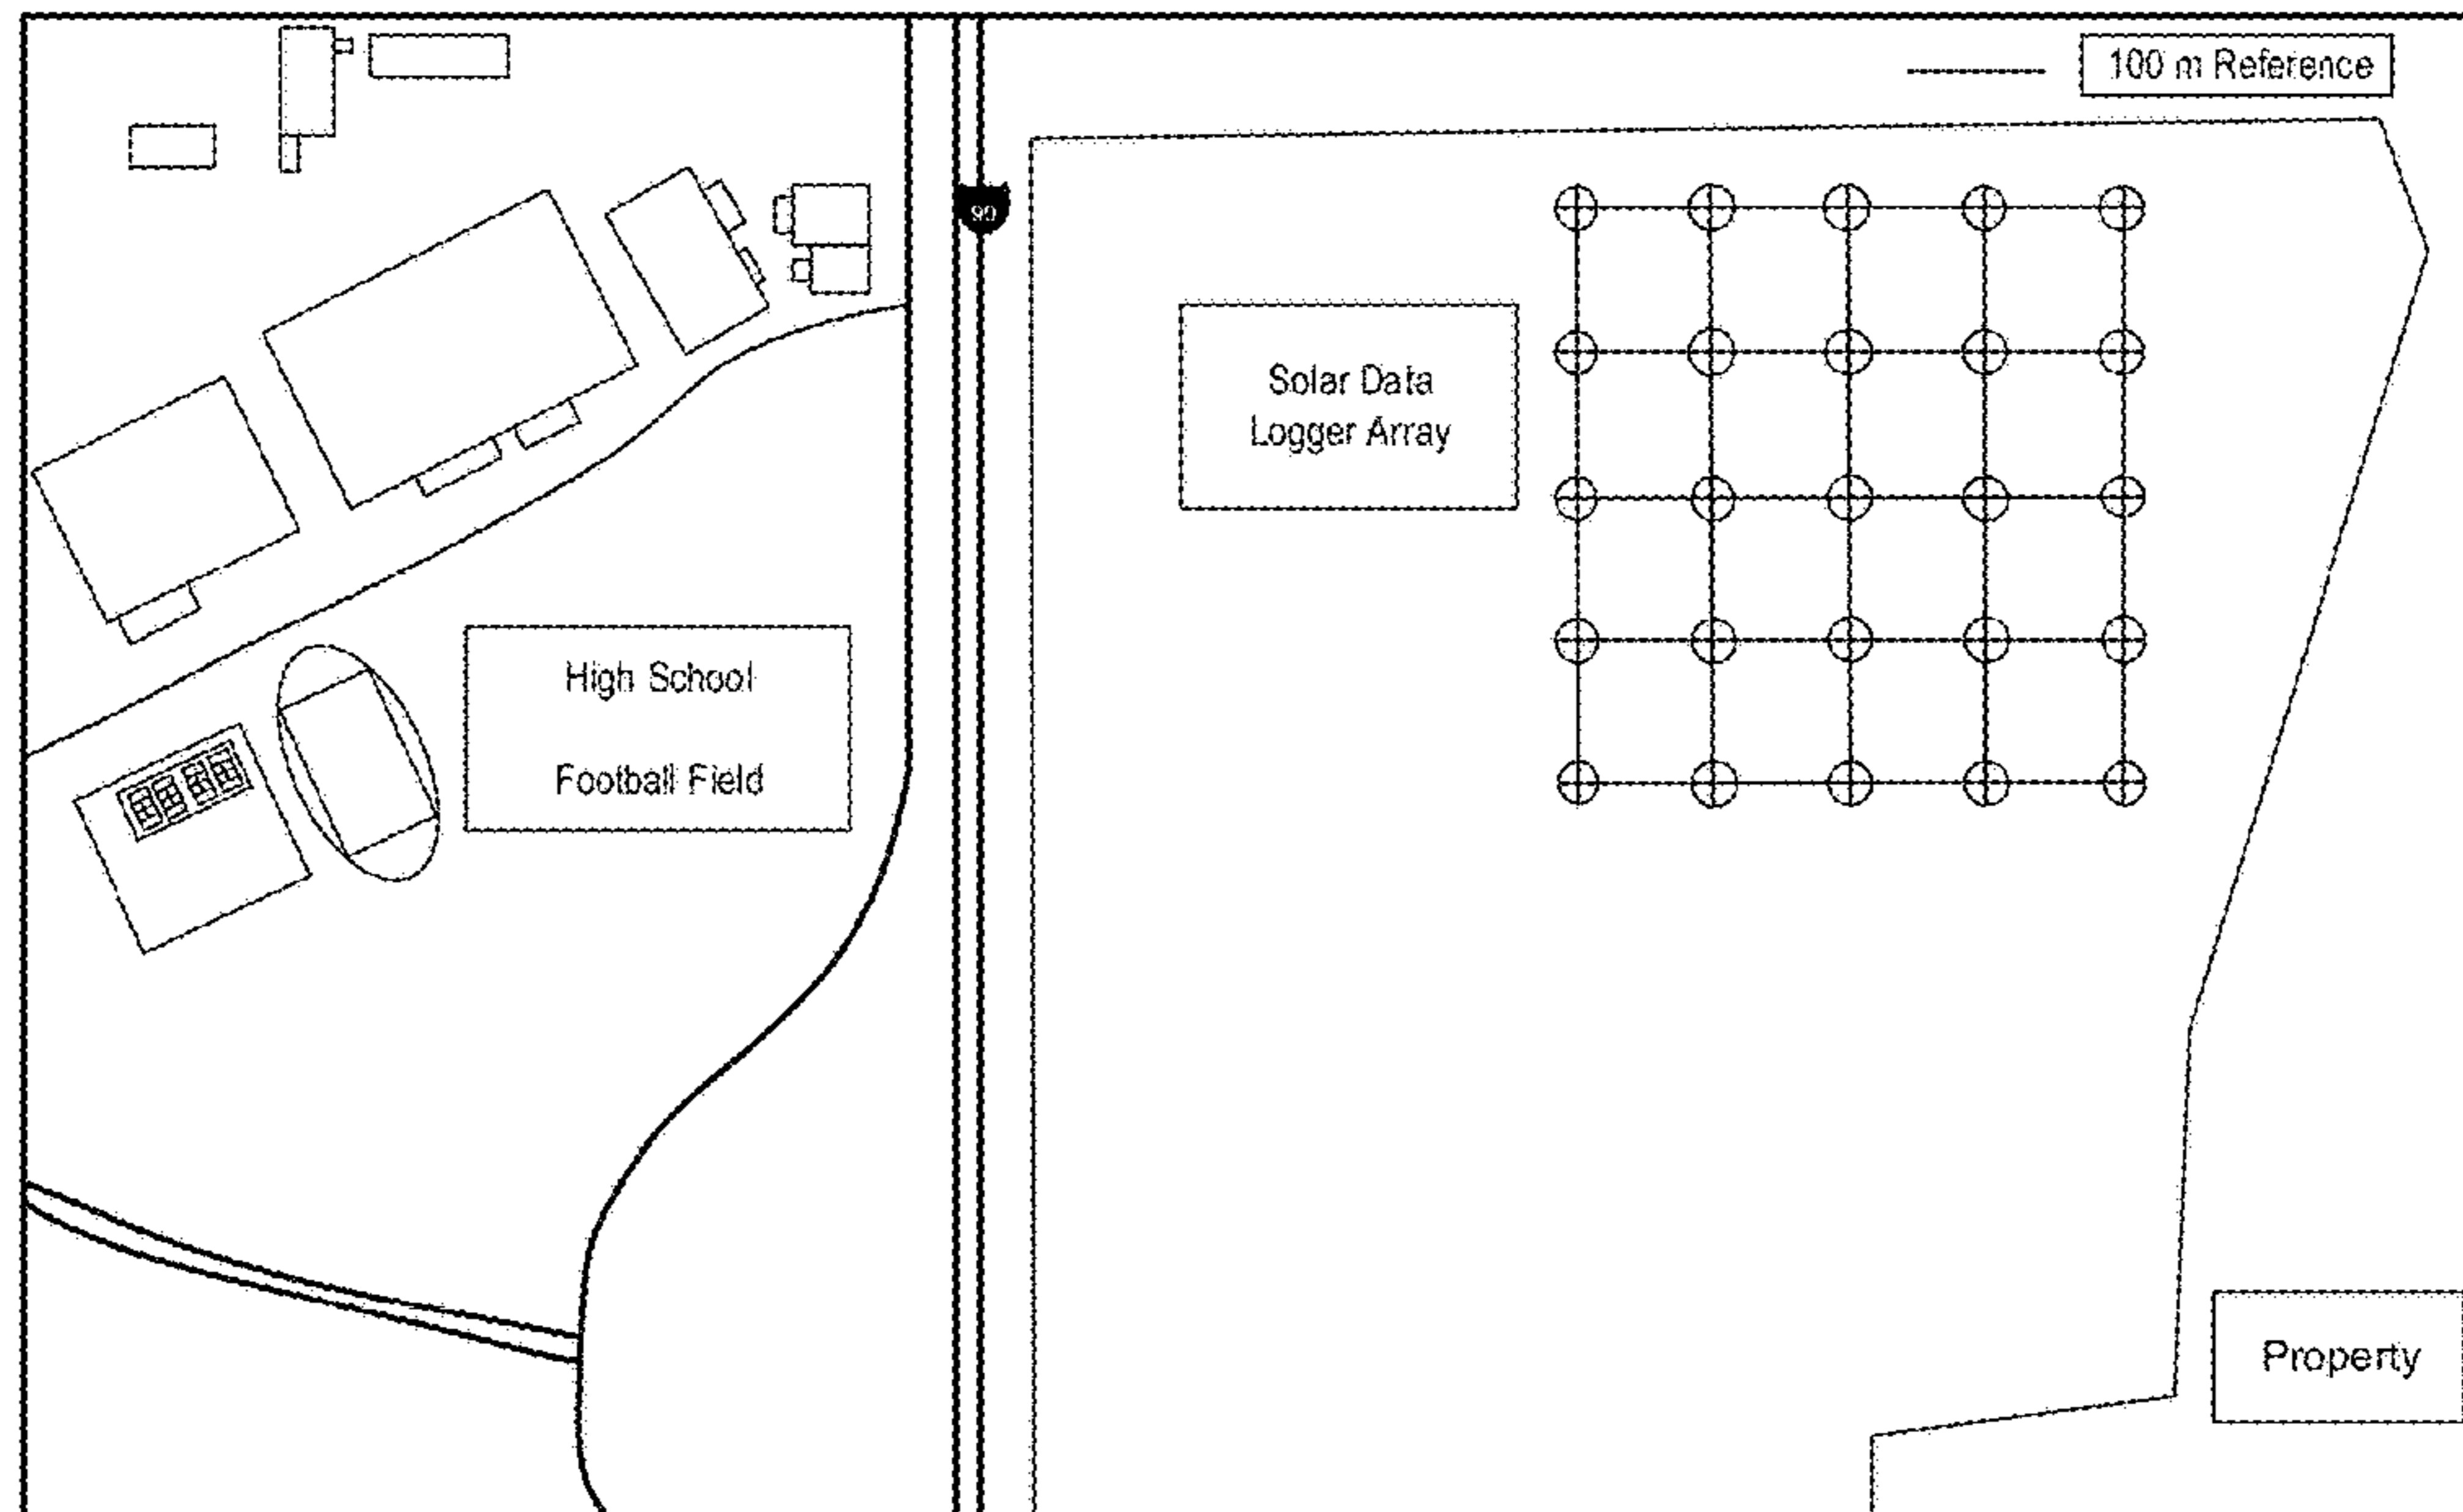 100 m Reference
90
Solar Data
Logger Array
High School
Football Field
Property